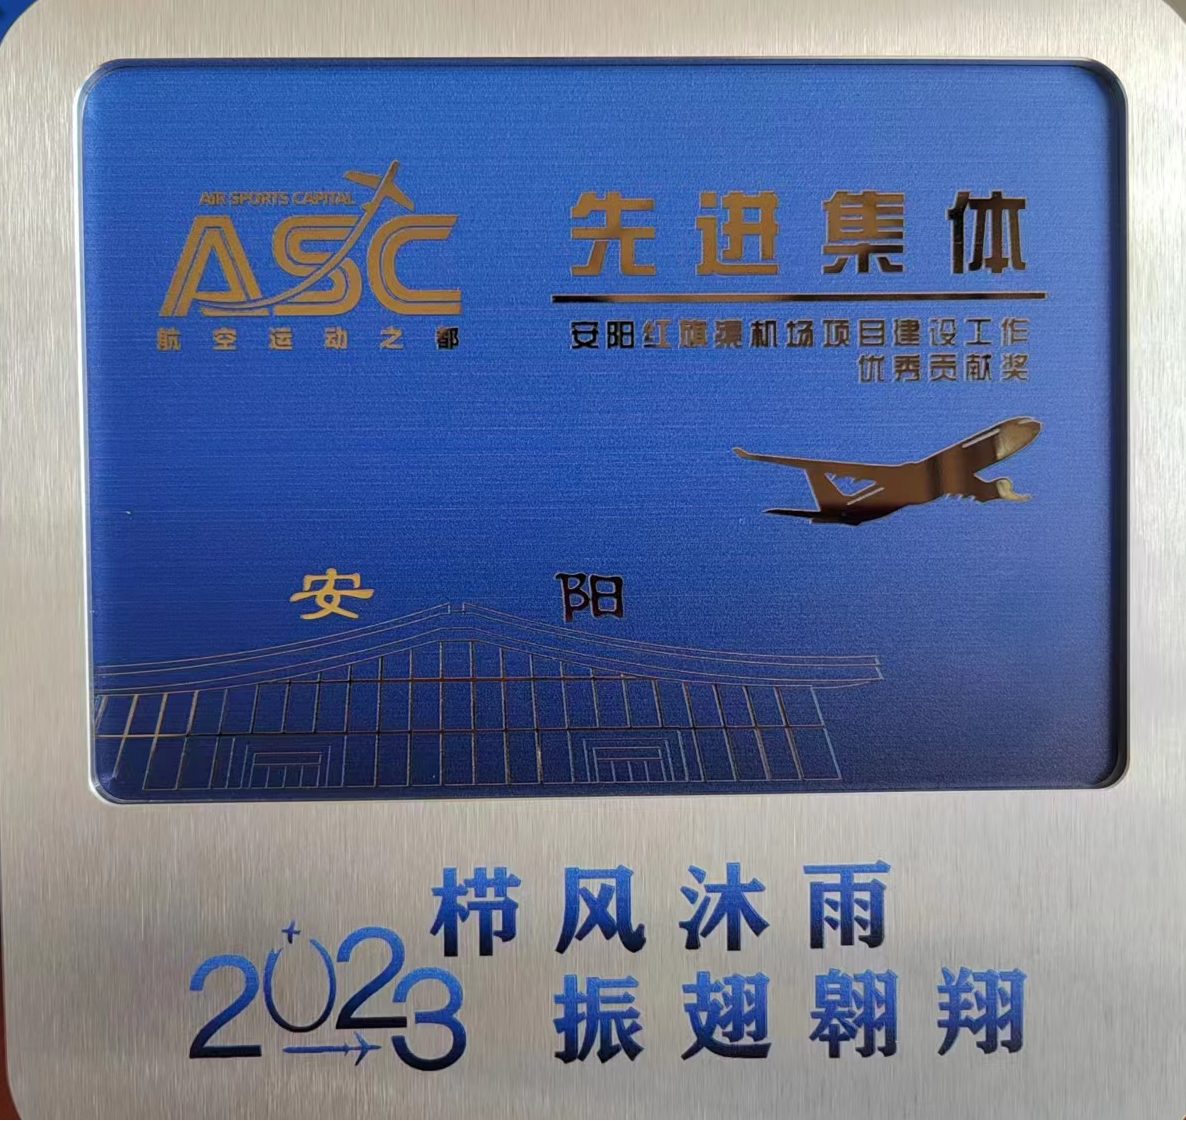 AIR SPORTS CAPITAL
ASC
航空运动之都
先进集体
安阳红旗渠机场项目建设工作
优秀贡献奖
安阳
栉风沐雨
2023
振翅翱翔